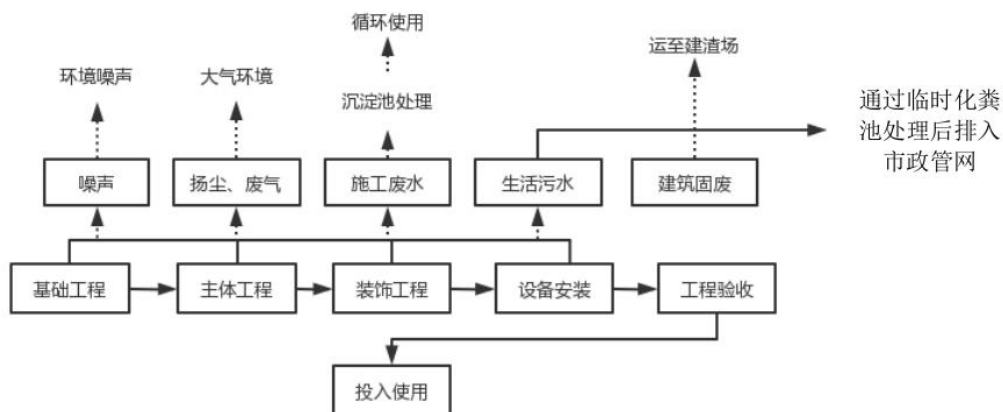 循环使用
运至建渣场
环境噪声
大气环境
沉淀池处理
通过临时化粪
池处理后排入
市政管网
噪声
扬尘、废气
施工废水
生活污水
建筑固废
基础工程
主体工程
装饰工程
设备安装
工程验收
投入使用